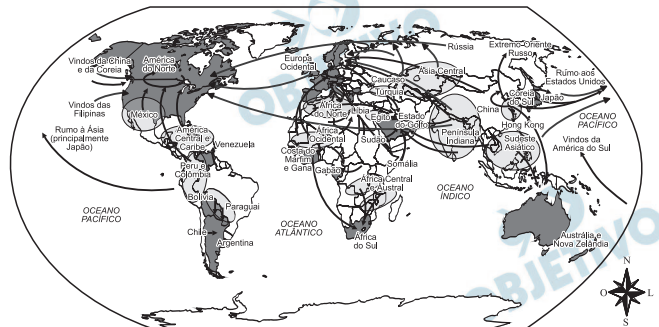 OBJETIVO
Vindos da China
e da Coreia
América
do Norte
Europa
Ocidental
Rússia
Extremo-Oriente
Russo
Cáucaso
Ásia Central
Turquia
Rumo aos
Estados Unidos
Coreia
do Sul
Japão
China
Vindos das
Filipinas
México
África
do Norte
Líbia
Egito
Estado
do Golfo
Hong Kong
OCEANO
PACÍFICO
Rumo à Ásia
(principalmente
Japão)
América
Central e
Caribe
Venezuela
África
Ocidental
Sudão
Península
Indiana
Sudeste
Asiático
Vindos da
América do Sul
Costa do
Marfim e Gana
Gabão
Somália
Peru e
Colômbia
África Central
e Austral
OCEANO
ÍNDICO
Bolívia
Paraguai
OCEANO
PACÍFICO
OCEANO
ATLÂNTICO
Chile
Argentina
África
do Sul
Austrália e
Nova Zelândia
OBJETIVO
N
O
L
S